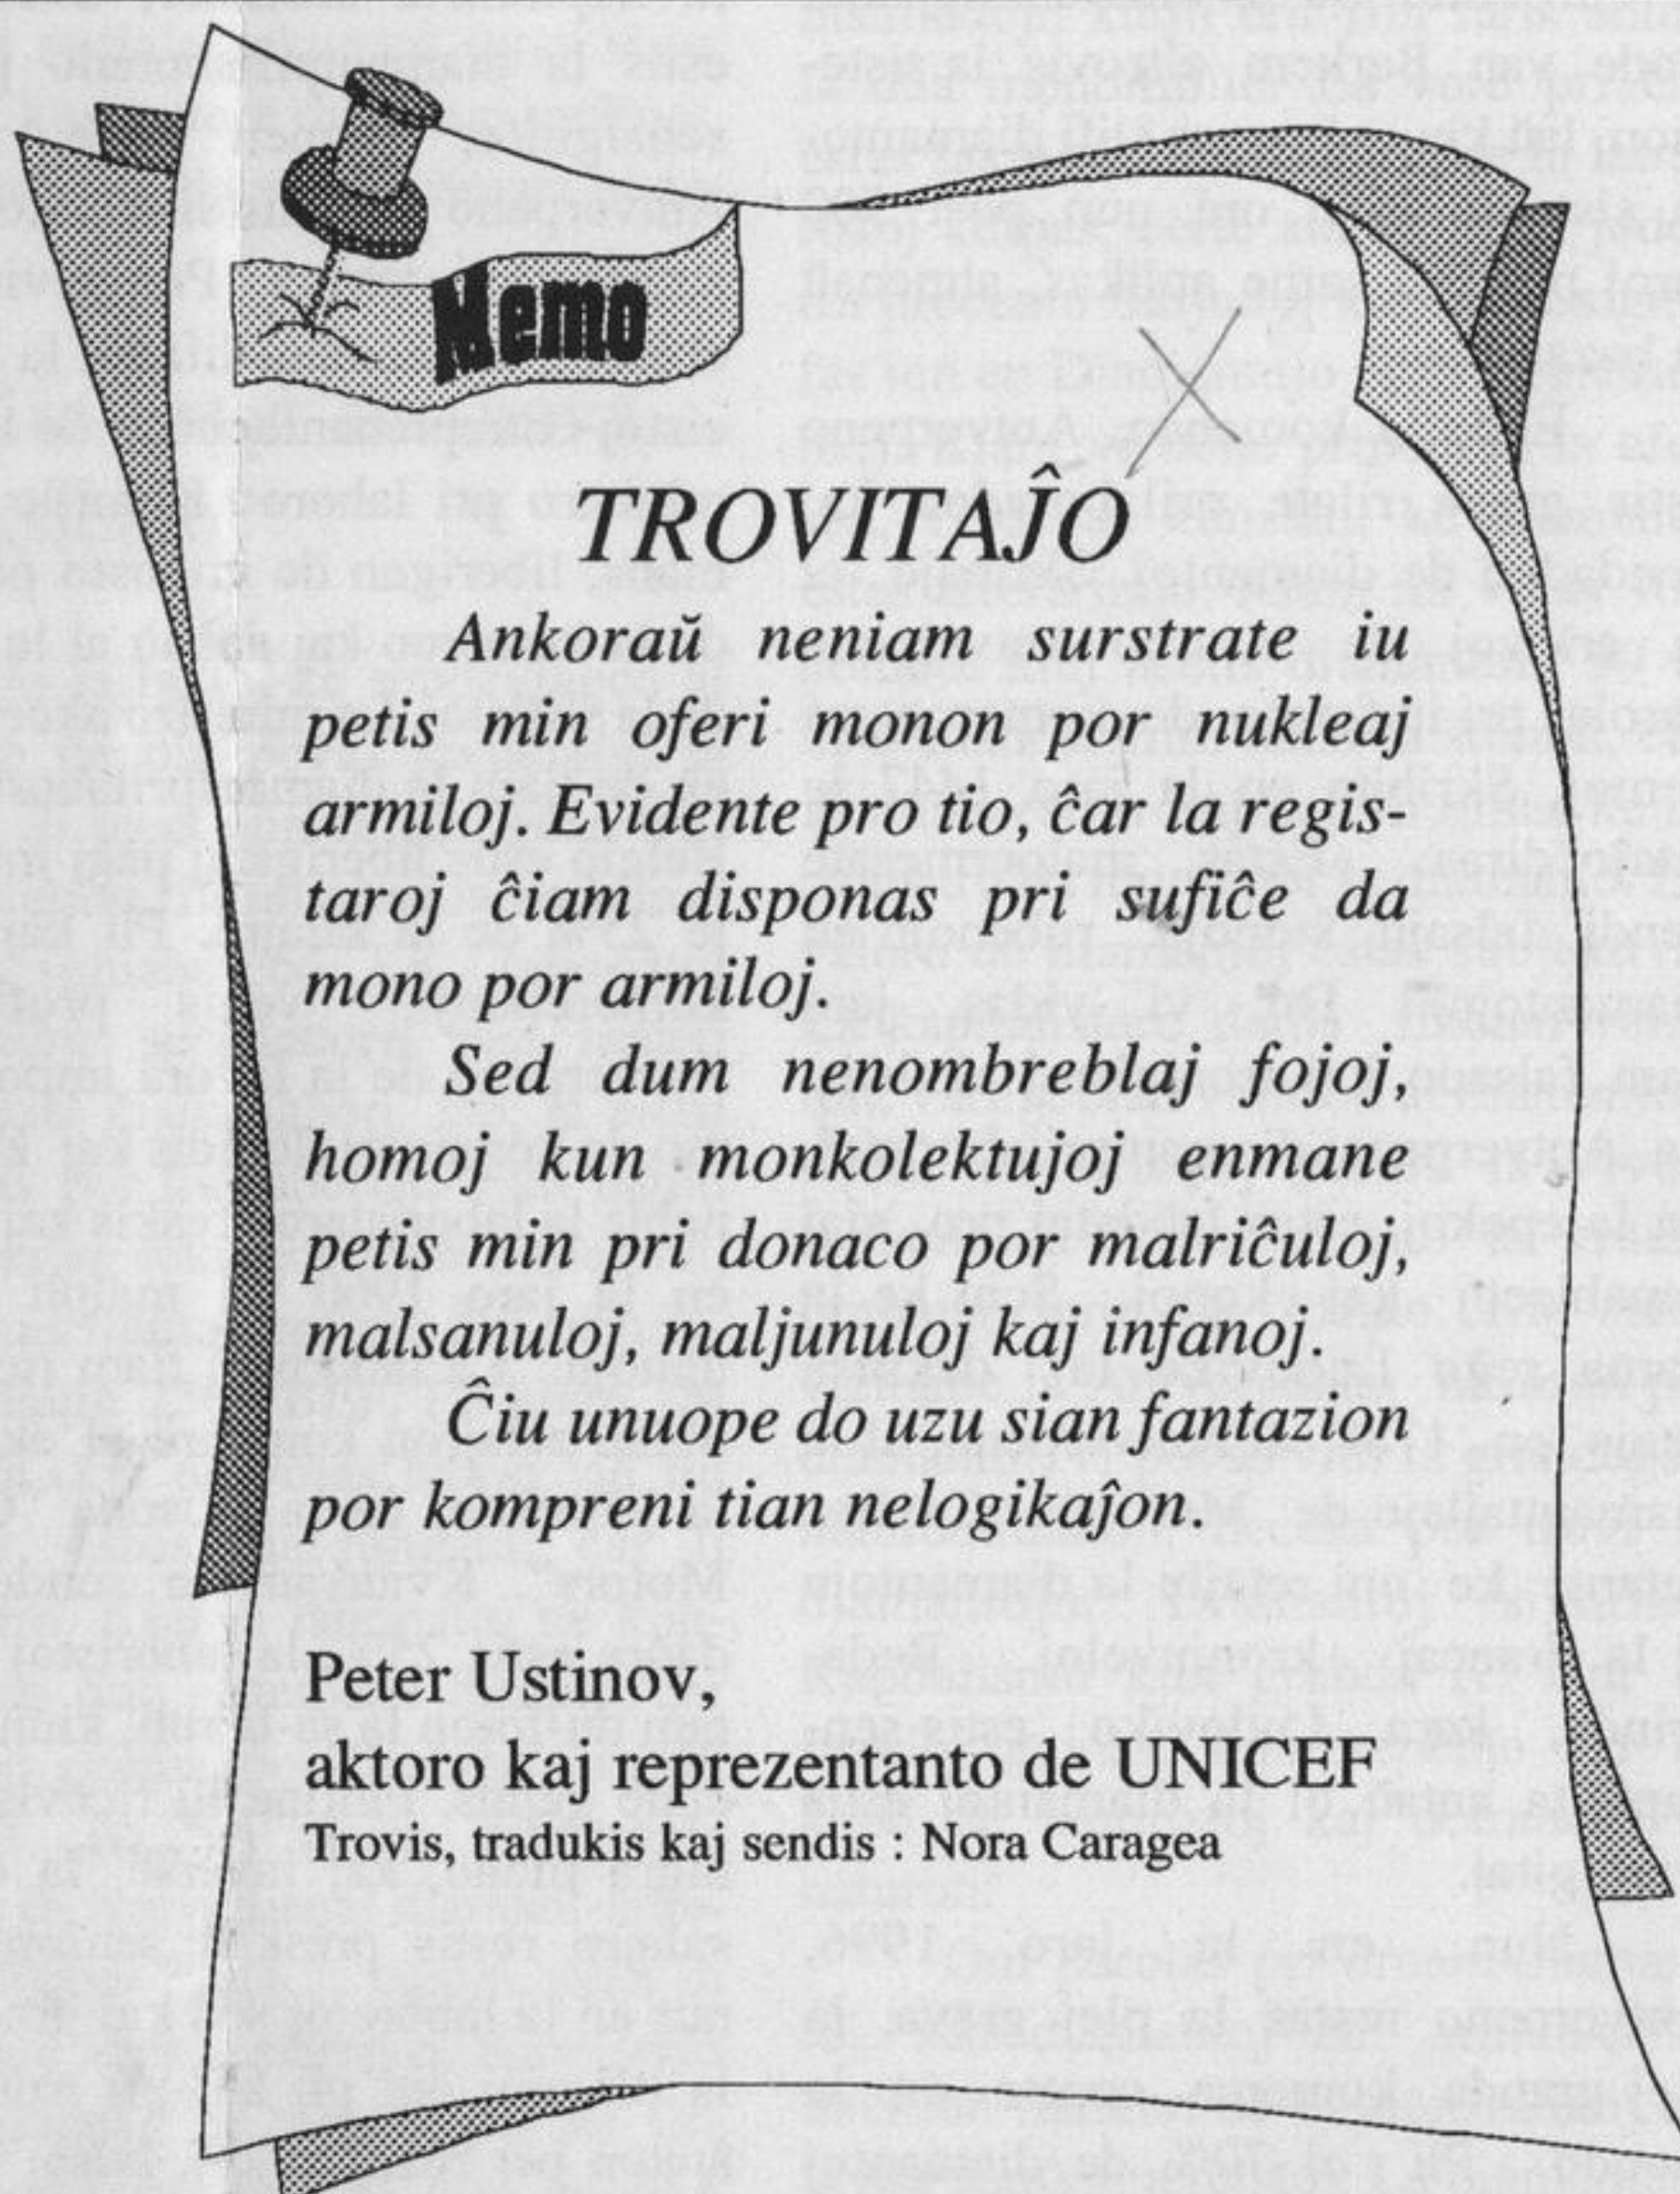 Memo
TROVITAĴO
Ankoraŭ neniam surstrate iu
petis min oferi monon por nukleaj
armiloj. Evidente pro tio, ĉar la regis-
taroj ĉiam disponas pri sufiĉe da
mono por armiloj.
Sed dum nenombreblaj fojoj,
homoj kun monkolektujoj enmane
petis min pri donaco por malriĉuloj,
malsanuloj, maljunuloj kaj infanoj.
Ĉiu unuope do uzu sian fantazion
por kompreni tian nelogikaĵon.
Peter Ustinov,
aktoro kaj reprezentanto de UNICEF
Trovis, tradukis kaj sendis : Nora Caragea